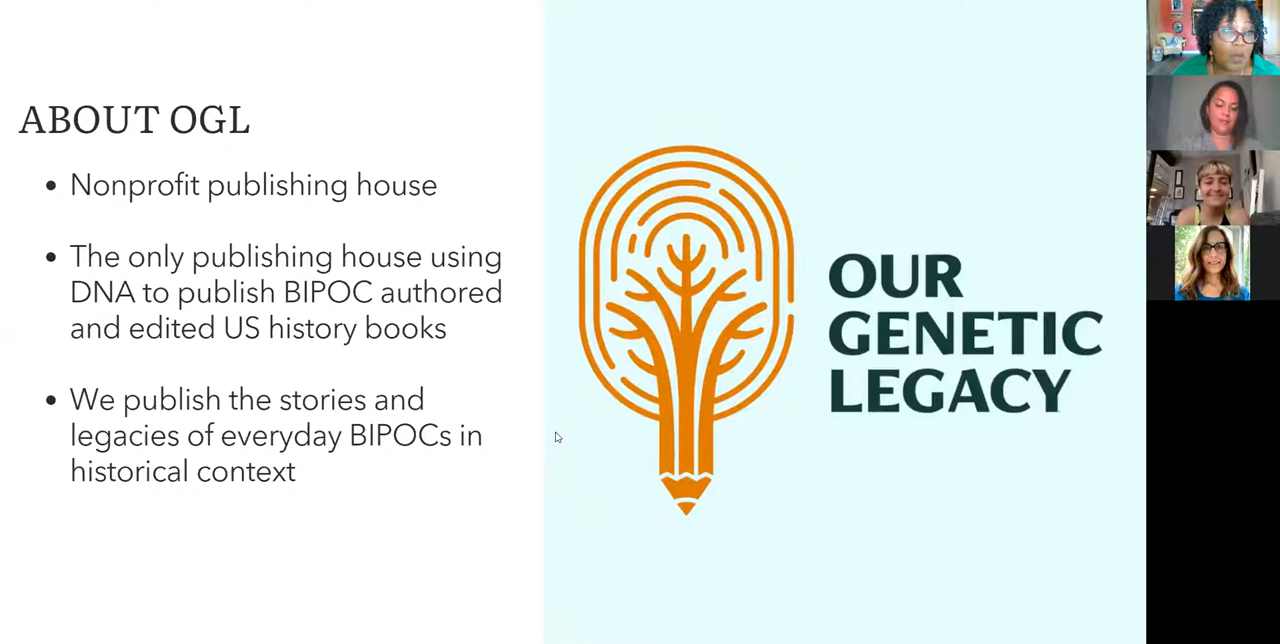 ABOUT OGL
• Nonprofit publishing house
• The only publishing house using
DNA to publish BIPOC authored
and edited US history books
• We publish the stories and
legacies of everyday BIPOCs in
historical context
OUR
GENETIC
LEGACY